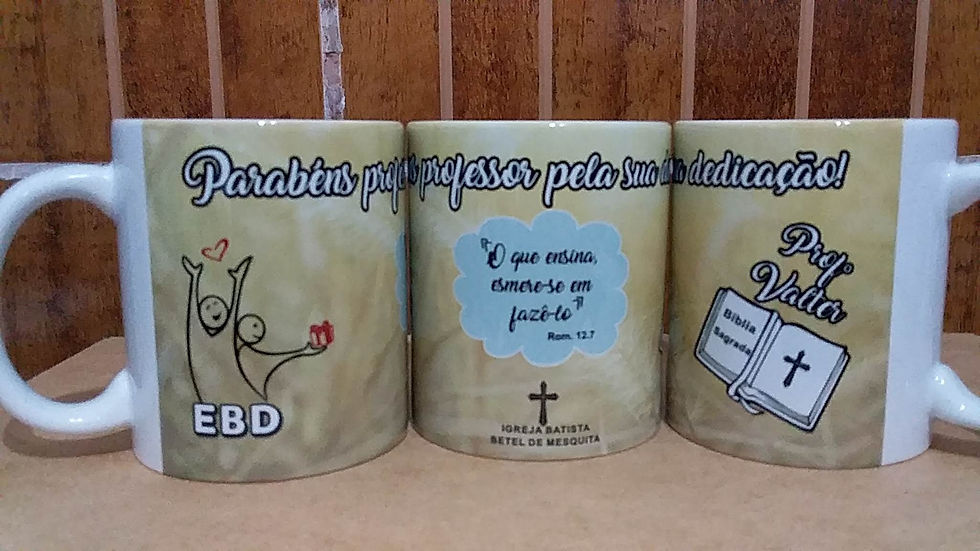 Parabéns professor pela sua dedicação!
EBD
"O que ensina,
esmere-se em
fazê-lo"
Rom. 12.7
IGREJA BATISTA
BETEL DE MESQUITA
Profº
Valter
Bíblia
Sagrada